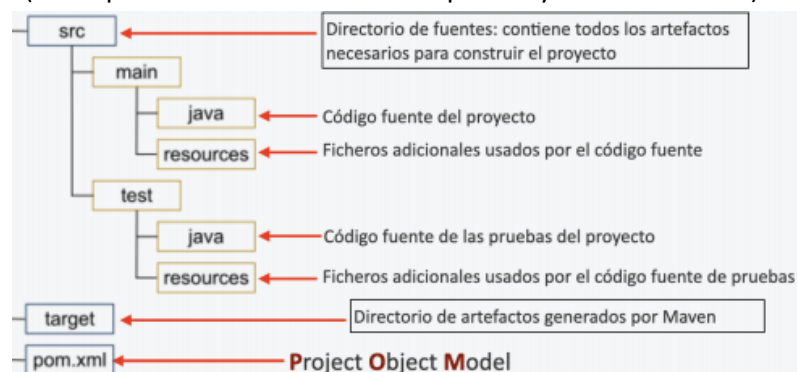 src
Directorio de fuentes: contiene todos los artefactos
necesarios para construir el proyecto
main
java
Código fuente del proyecto
resources
Ficheros adicionales usados por el código fuente
test
java
Código fuente de las pruebas del proyecto
resources
Ficheros adicionales usados por el código fuente de pruebas
target
Directorio de artefactos generados por Maven
pom.xml
Project Object Model